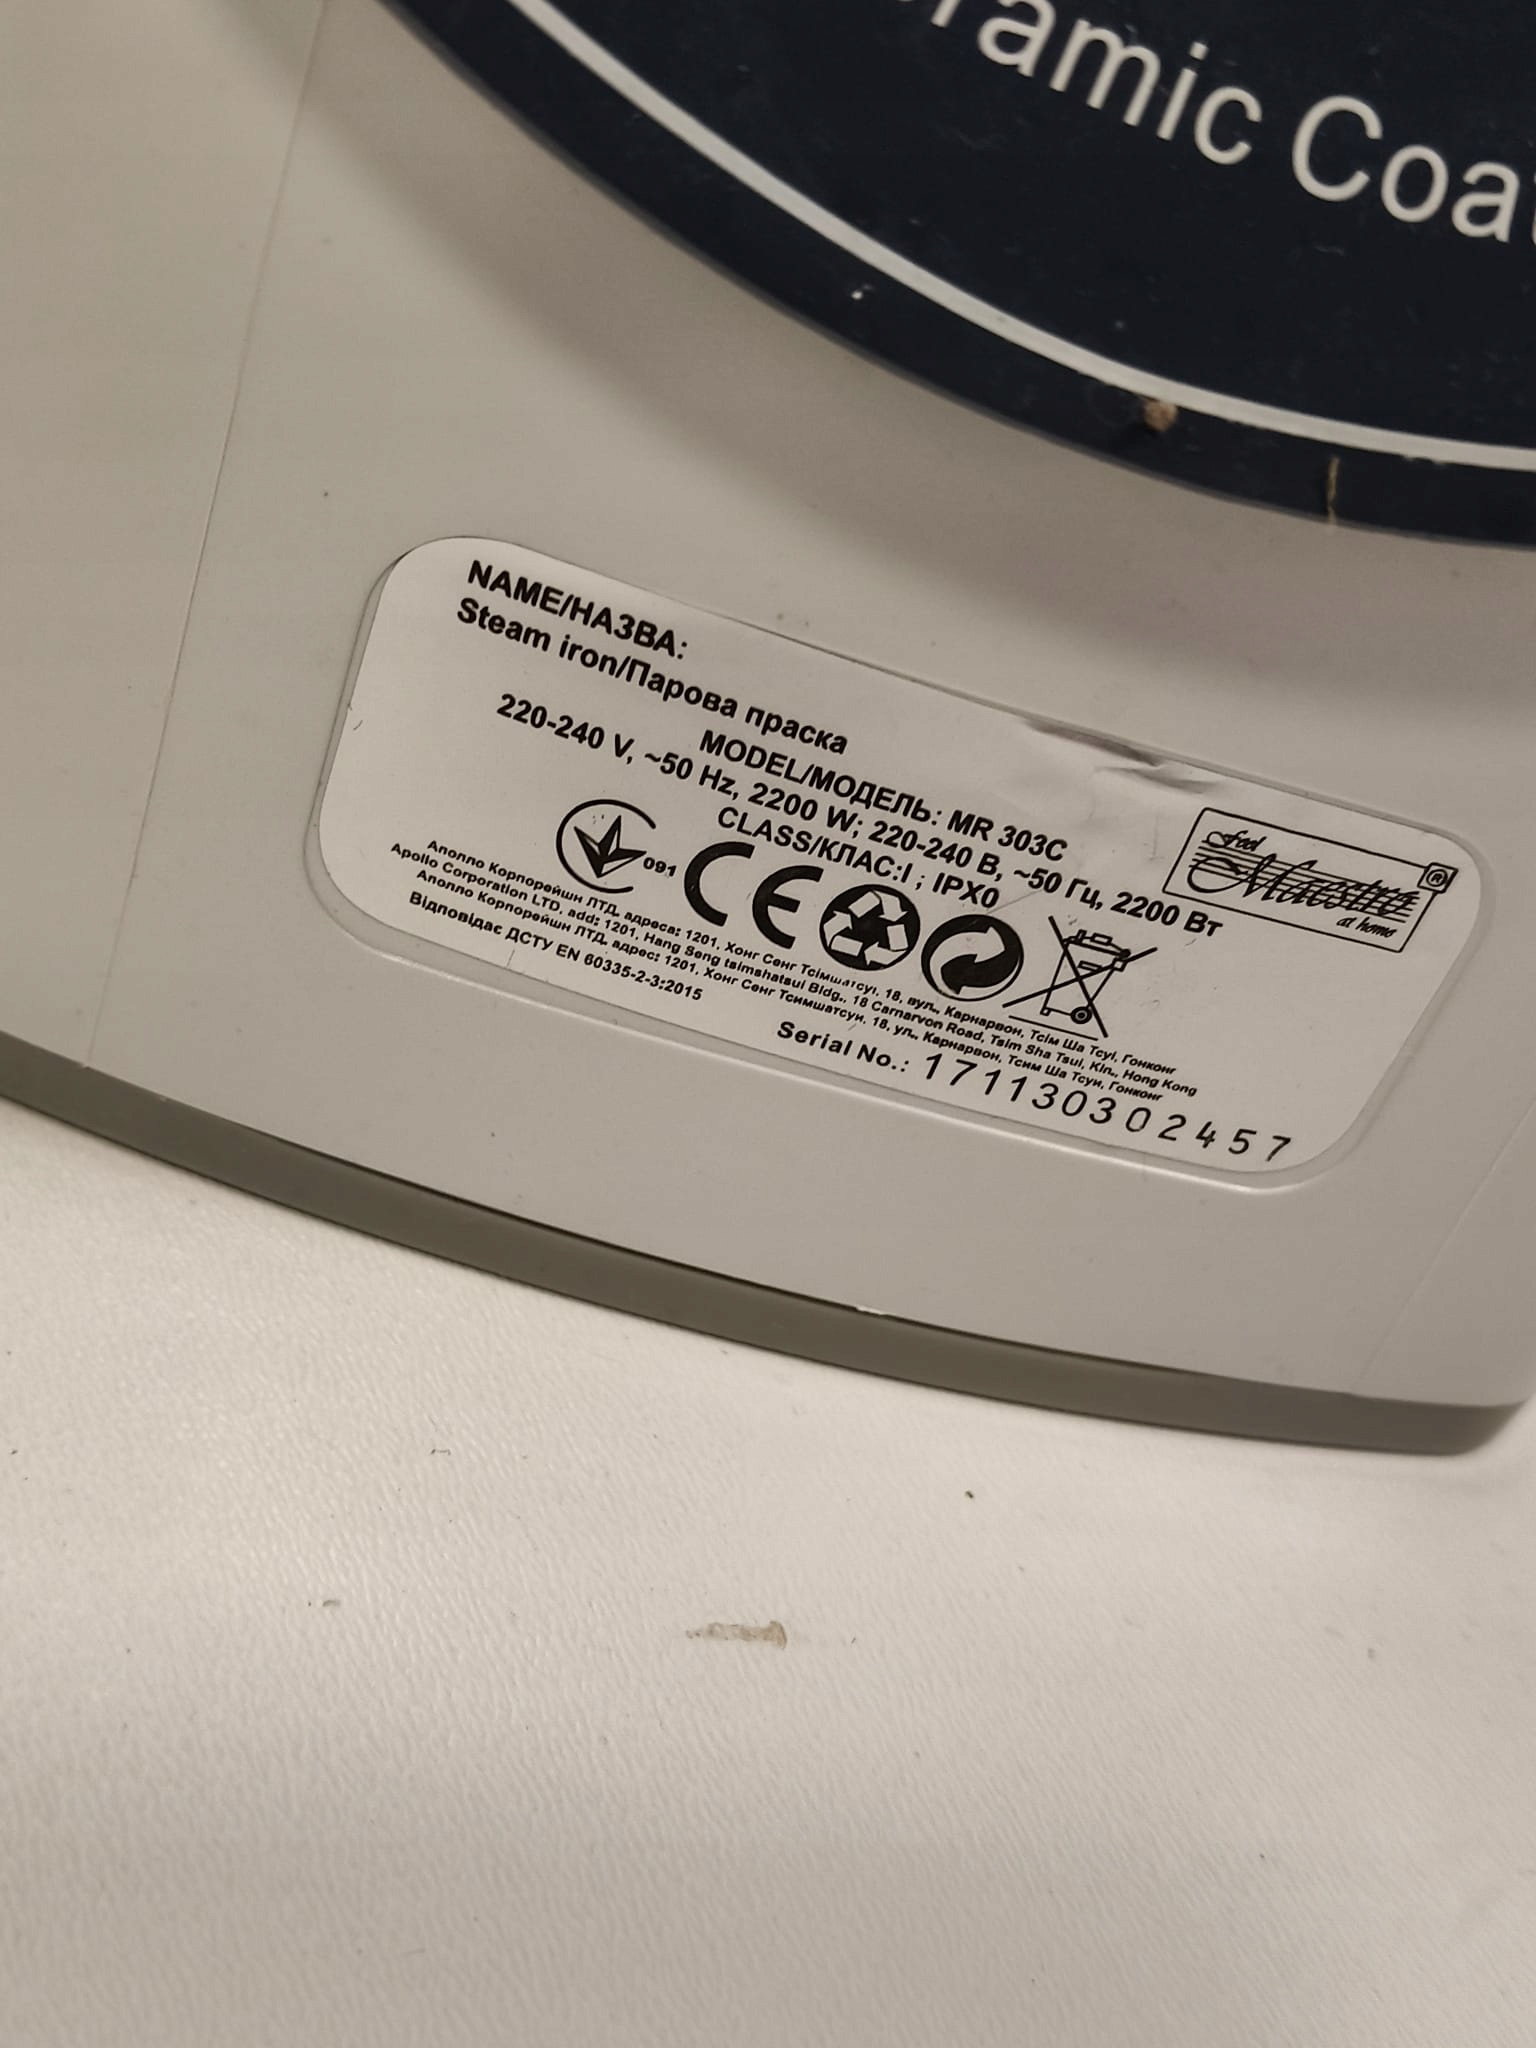 ramic Coat
NAME/НАЗВА:
Steam iron/Парова праска
MODEL/МОДЕЛЬ: MR 303C
220-240 V, ~50 Hz, 2200 W; 220-240 В, ~50 Гц, 2200 Вт
CLASS/КЛАС:I ; IPX0
Feel
Maestro
®
at home
091
CE
Аполло Корпорейшн ЛТД, адреса: 1201, Хонг Сенг Тсімшатсуі. 18, вул., Карнарвон, Тсім Ша Тсуі, Гонконг
Apollo Corporation LTD, add: 1201, Hang Seng tsimshatsui Bldg., 18 Carnarvon Road, Tsim Sha Tsui, Kln., Hong Kong
Аполло Корпорейшн ЛТД, адрес: 1201, Хонг Сенг Тсимшатсуи. 18, ул., Карнарвон, Тсим Ша Тсуи, Гонконг
Відповідає ДСТУ EN 60335-2-3:2015
Serial No.: 171130302457